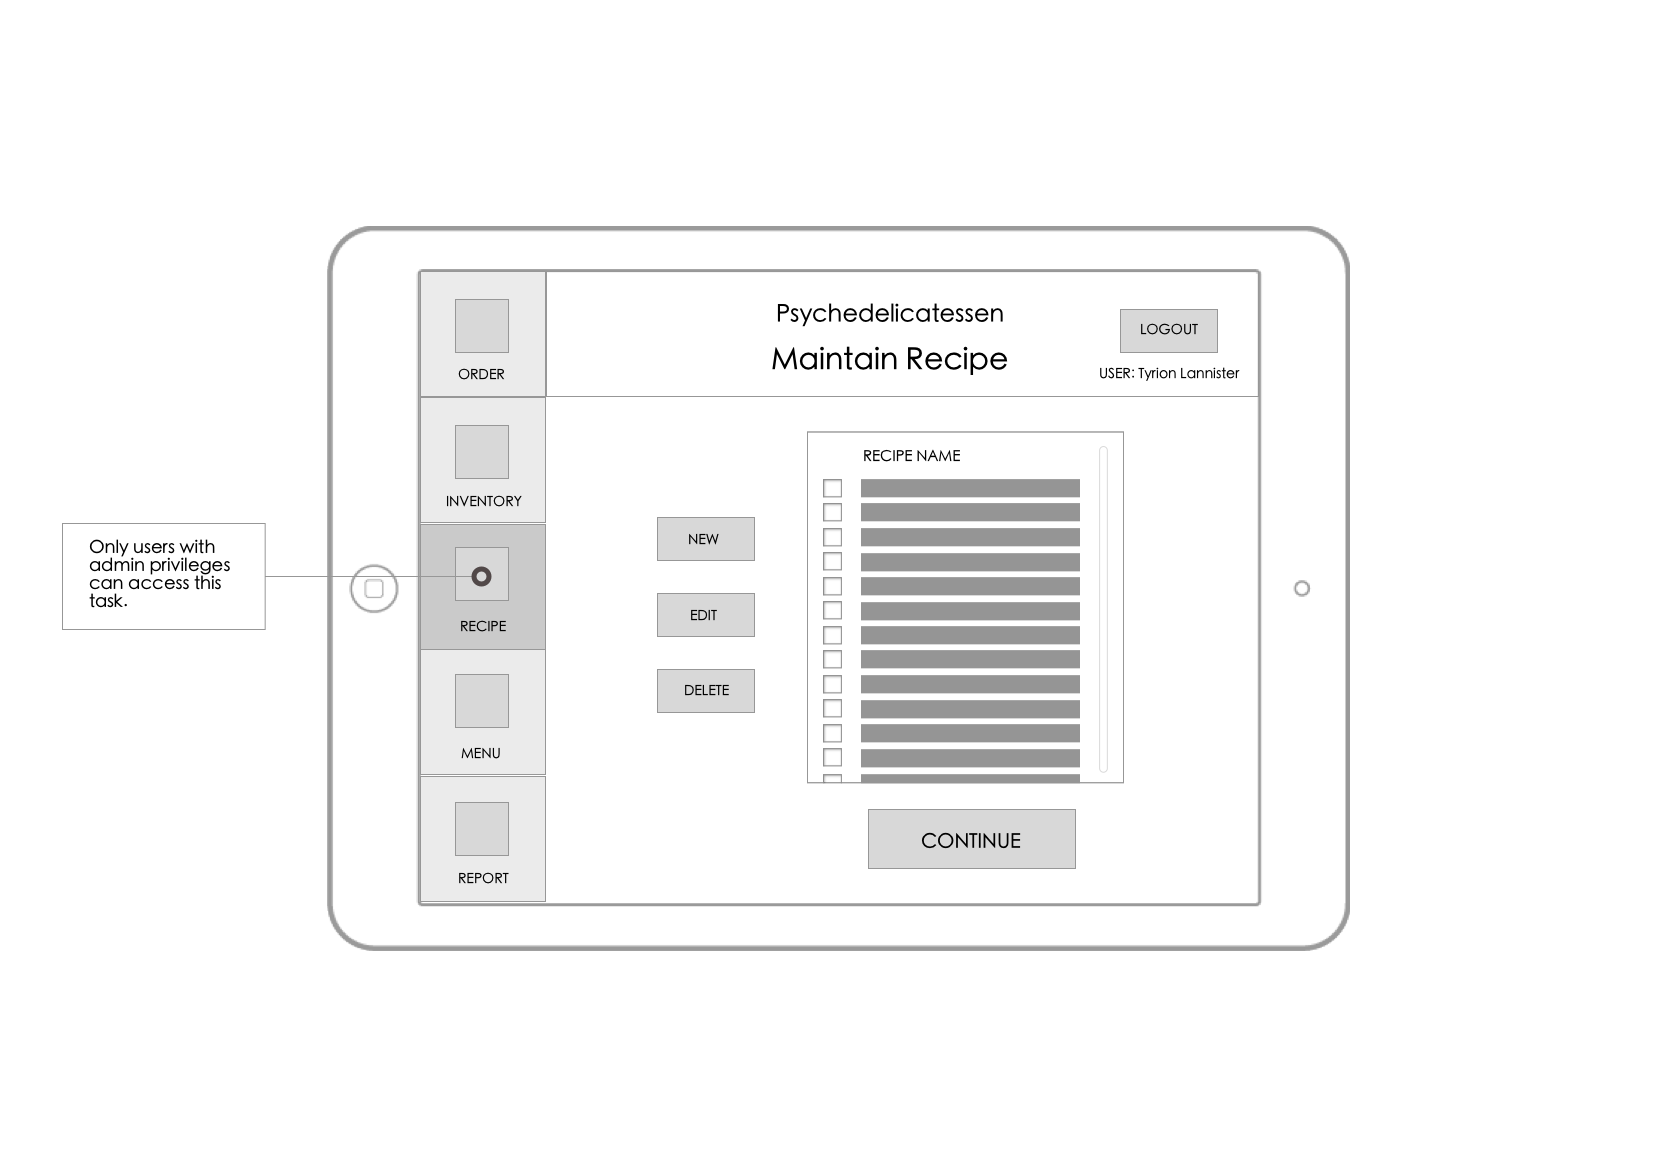 Psychedelicatessen
Maintain Recipe
LOGOUT
USER: Tyrion Lannister
ORDER
INVENTORY
RECIPE
MENU
REPORT
Only users with
admin privileges
can access this
task.
NEW
EDIT
DELETE
RECIPE NAME
CONTINUE